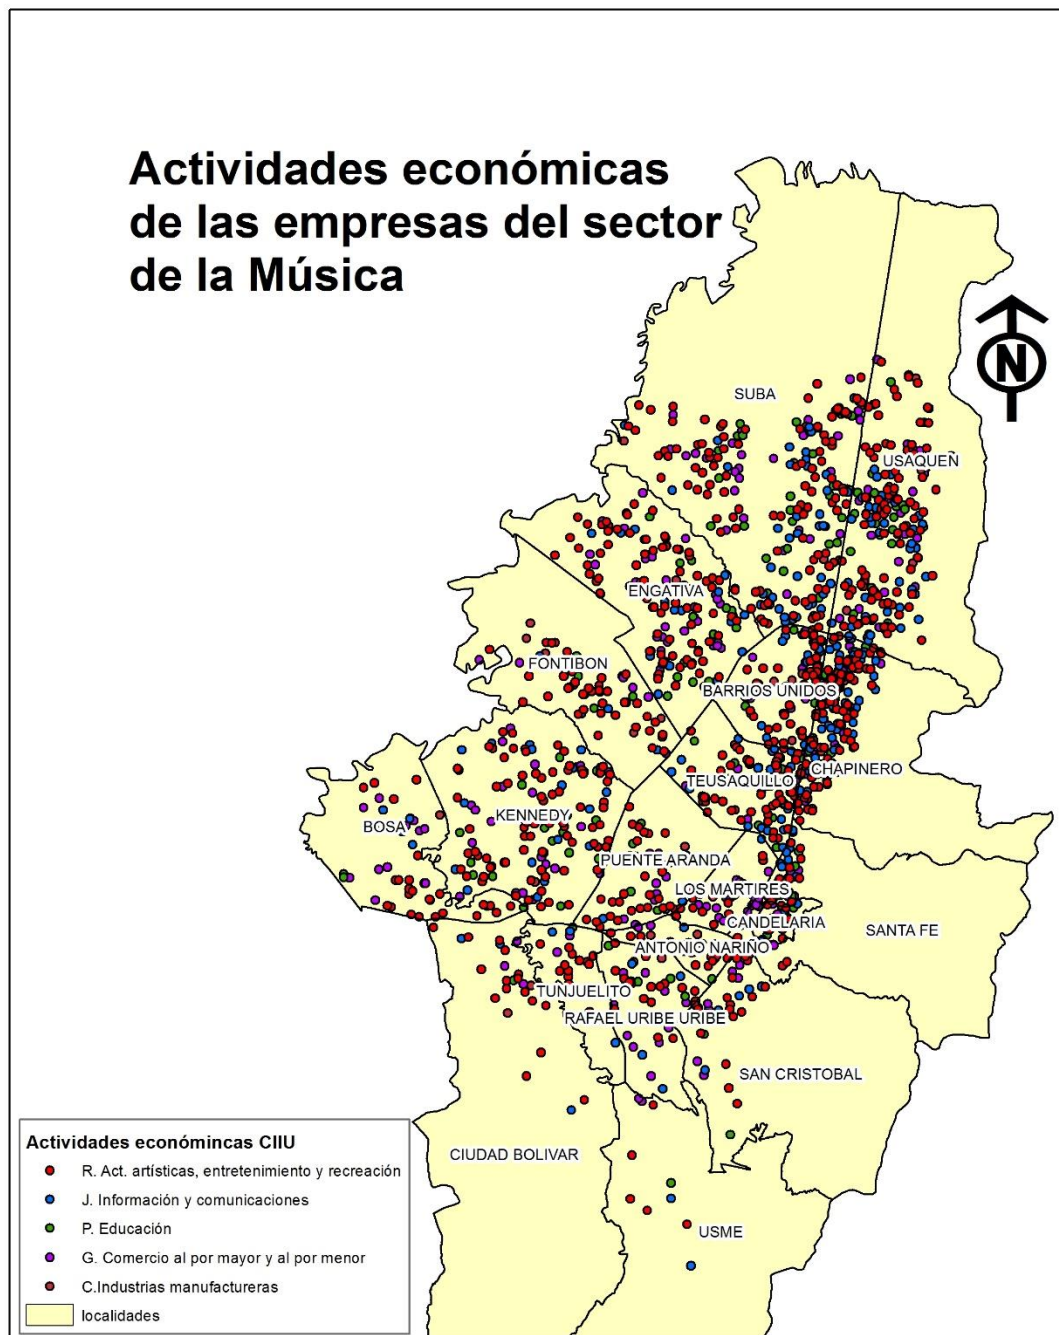 Actividades económicas
de las empresas del sector
de la Música
N
SUBA
USAQUEÑ
ENGATIVA
FONTIBON
BARRIOS UNIDOS
CHAPINERO
TEUSAQUILLO
KENNEDY
BOSA
PUENTE ARANDA
LOS MARTIRES
CANDELARIA
SANTA FE
ANTONIO NARIÑO
TUNJUELITO
RAFAEL URIBE URIBE
SAN CRISTOBAL
CIUDAD BOLIVAR
USME
Actividades económincas CIIU
R. Act. artísticas, entretenimiento y recreación
J. Información y comunicaciones
P. Educación
G. Comercio al por mayor y al por menor
C.Industrias manufactureras
localidades